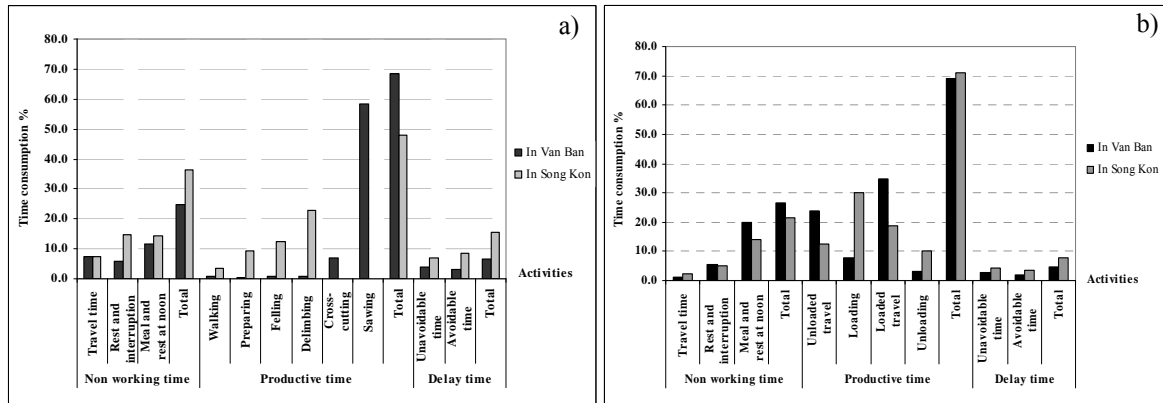 a)
80.0
70.0
60.0
50.0
40.0
30.0
20.0
10.0
0.0
Time consumption %
In Van Ban
In Song Kon
Activities
Travel time
Rest and
interruption
Meal and
rest at noon
Total
Walking
Preparing
Felling
Delimbing
Cross-
cutting
Sawing
Total
Unavoidable
time
Avoidable
time
Total
Non working time
Productive time
Delay time
b)
80.0
70.0
60.0
50.0
40.0
30.0
20.0
10.0
0.0
Time consumption %
In Van Ban
In Song Kon
Activities
Travel time
Rest and
interruption
Meal and
rest at noon
Total
Unloaded
travel
Loading
Loaded
travel
Unloading
Total
Unavoidable
time
Avoidable
time
Total
Non working time
Productive time
Delay time